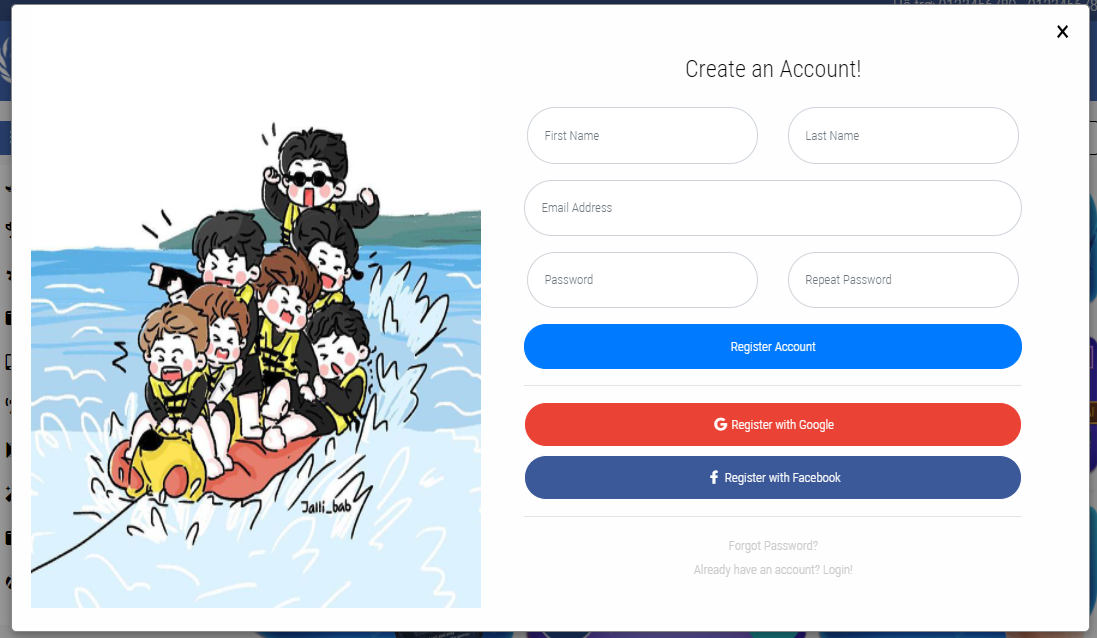 Create an Account!
First Name
Last Name
Email Address
Password
Repeat Password
Register Account
G Register with Google
f Register with Facebook
Forgot Password?
Already have an account? Login!
Jalli_bab